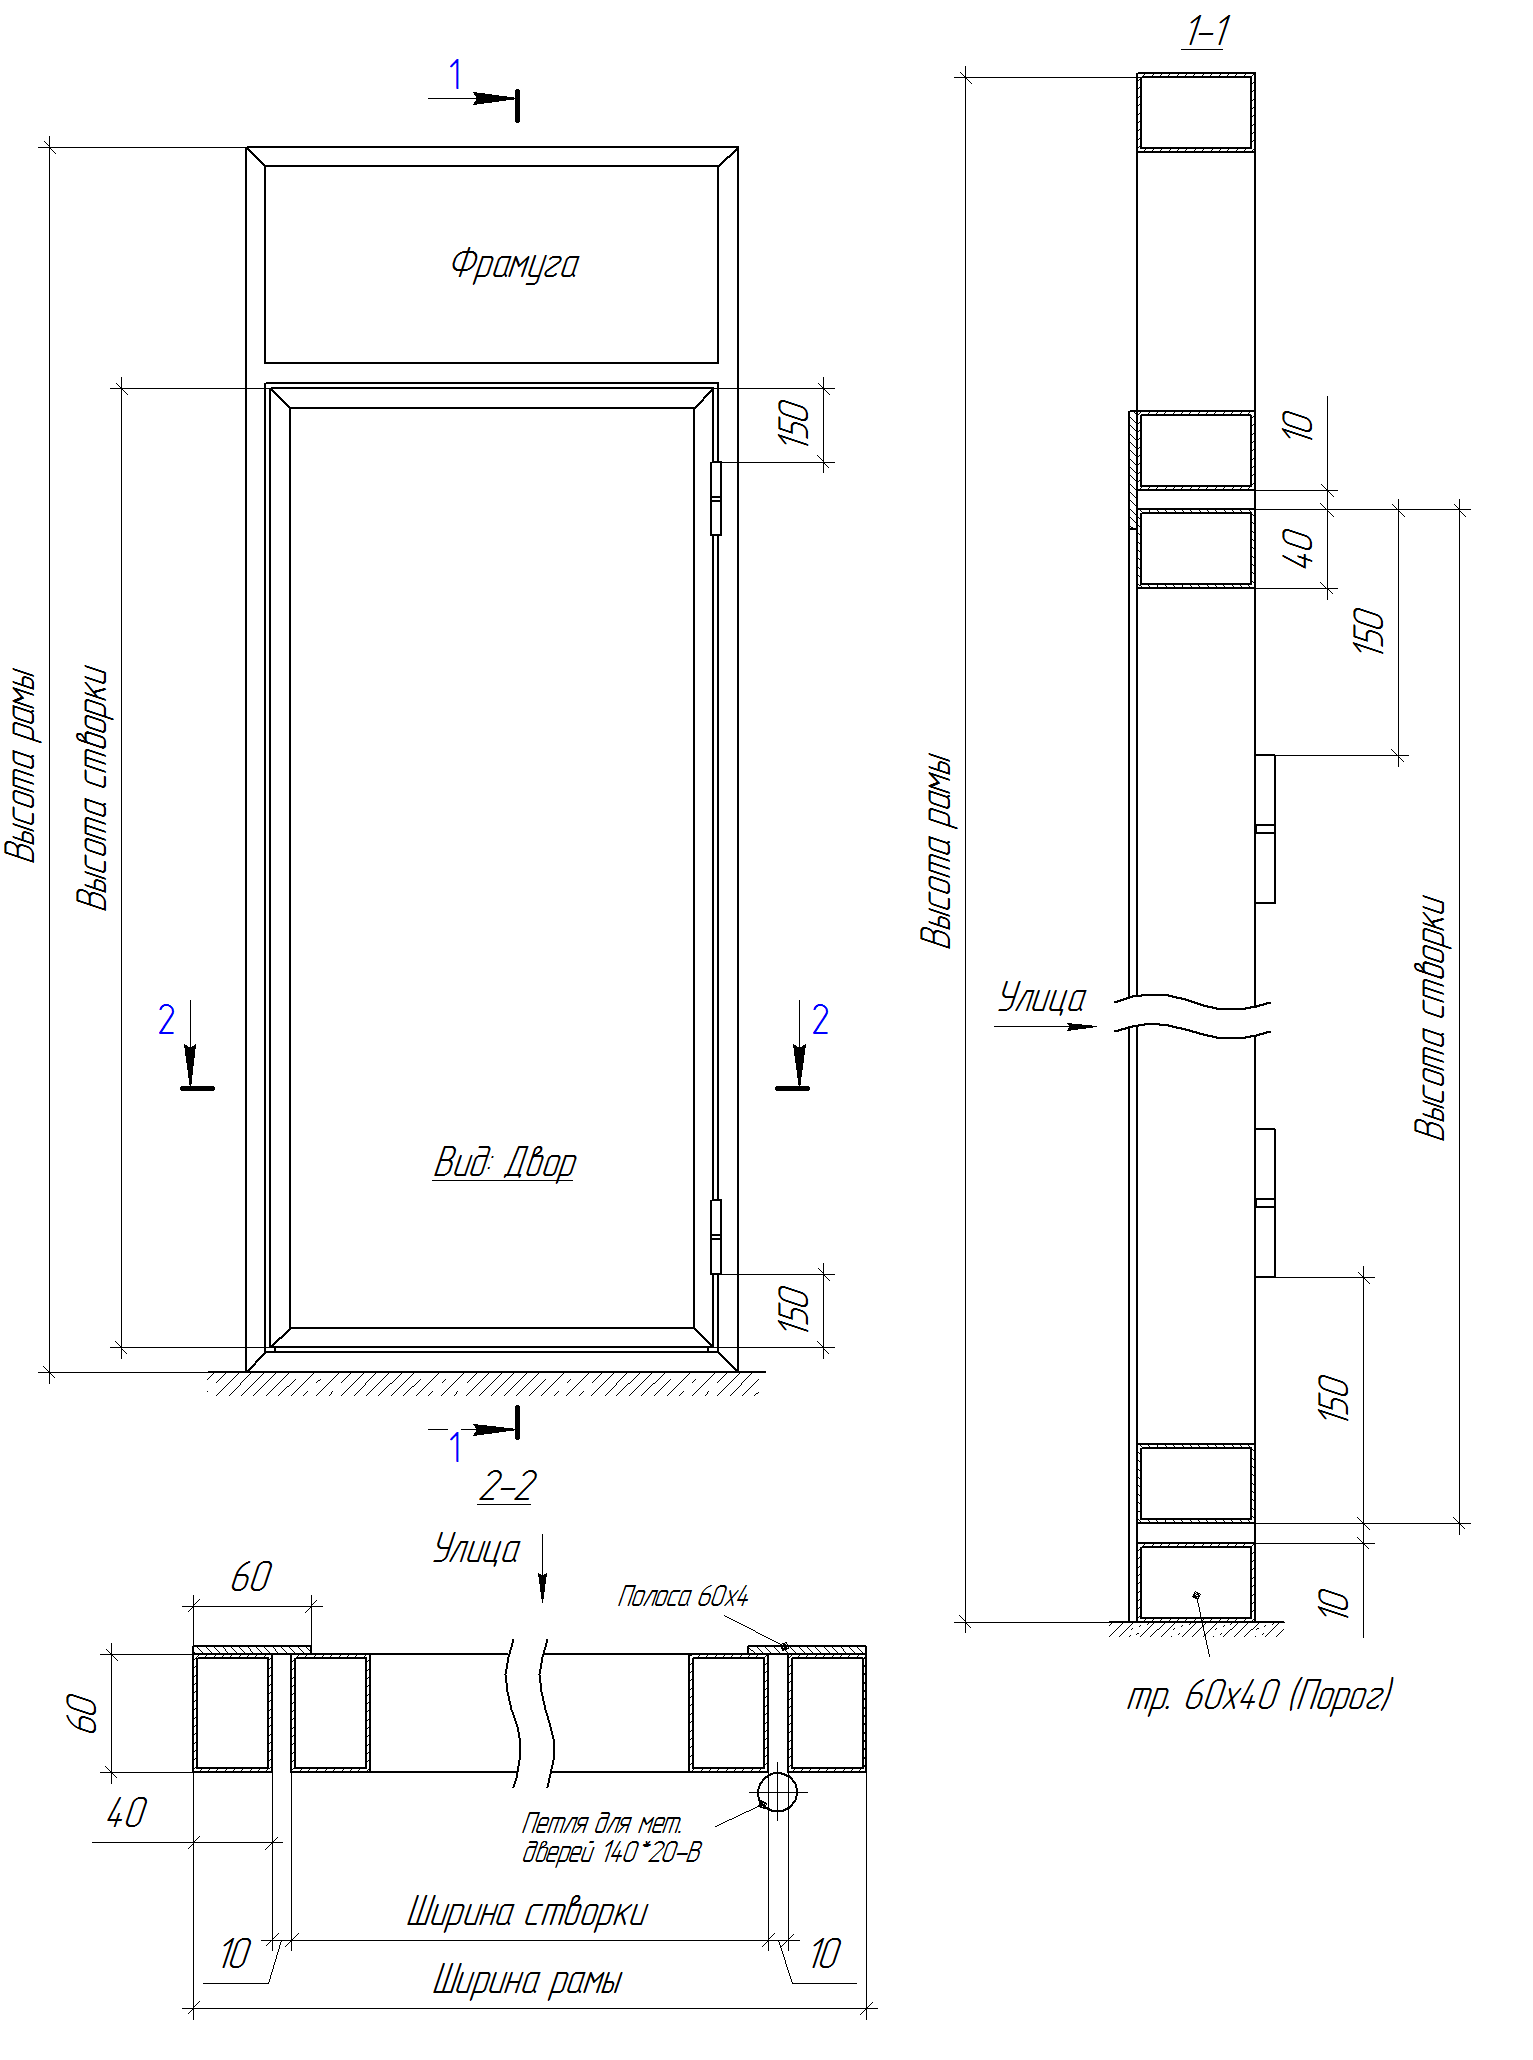 1
Фрамуга
150
Высота рамы
Высота створки
2
2
Вид: Двор
150
1
1-1
10
40
150
Высота рамы
Улица
Высота створки
150
10
тр. 60х40 (Порог)
2-2
Улица
60
Полоса 60х4
60
40
Петля для мет.
дверей 140*20-В
Ширина створки
10
10
Ширина рамы